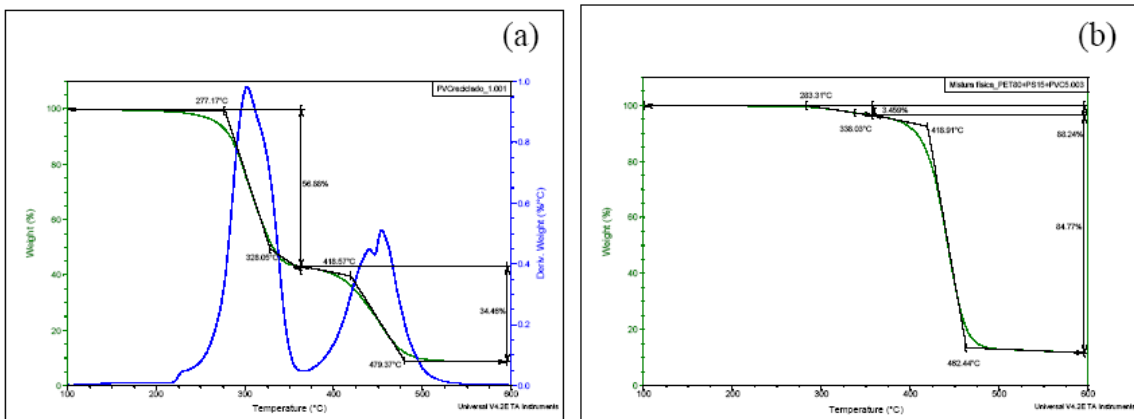 (a)
PVCreciclado_1.001
277.17°C
56.88%
328.05°C
418.57°C
34.46%
479.37°C
100
80
60
40
20
0
Weight (%)
1.0
0.8
0.6
0.4
0.2
0.0
Deriv. Weight (%/°C)
100
200
300
400
500
600
Temperature (°C)
Universal V4.2E TA Instruments
(b)
Mistura física_PET80+PS15+PVC5.003
283.31°C
3.469%
338.03°C
418.91°C
88.24%
84.77%
462.44°C
100
80
60
40
20
0
Weight (%)
100
200
300
400
500
600
Temperature (°C)
Universal V4.2E TA Instruments